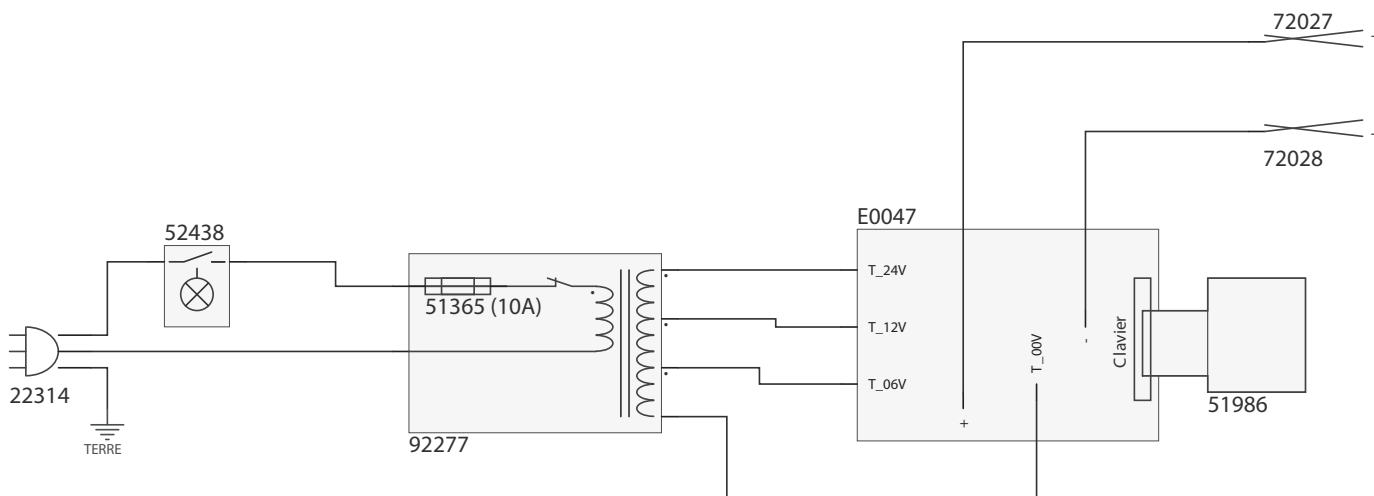 72027
72028
E0047
52438
T_24V
51365 (10A)
T_12V
Clavier
T_00V
-
T_06V
22314
51986
+
TERRE
92277